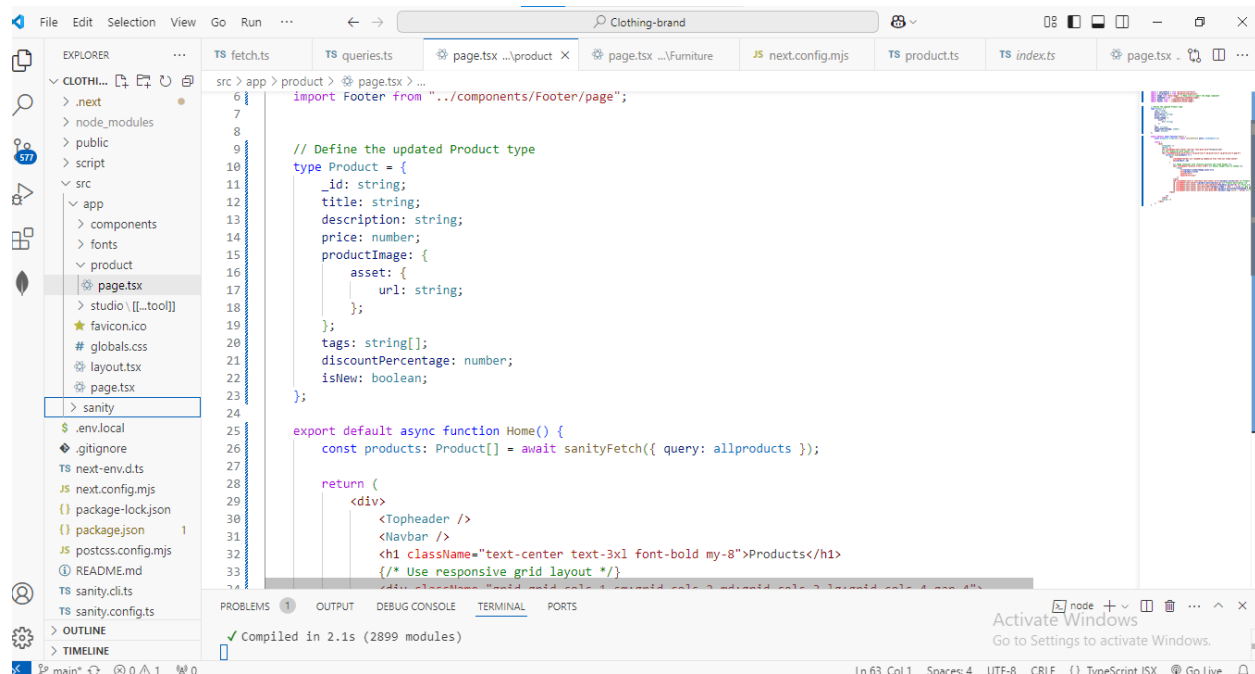 File Edit Selection View Go Run ··· ← → Clothing-brand
EXPLORER ···
TS fetch.ts TS queries.ts page.tsx ...\product × page.tsx ...\Furniture JS next.config.mjs TS product.ts TS index.ts page.tsx
CLOTHI...
src > app > product > page.tsx > ...
.next
node_modules
public
script
src
app
components
fonts
product
page.tsx
studio \ [[...tool]]
favicon.ico
# globals.css
layout.tsx
page.tsx
sanity
$ .env.local
.gitignore
TS next-env.d.ts
JS next.config.mjs
{} package-lock.json
{} package.json 1
JS postcss.config.mjs
README.md
TS sanity.cli.ts
TS sanity.config.ts
OUTLINE
TIMELINE
577
6 import Footer from "../components/Footer/page";
7
8
9 // Define the updated Product type
10 type Product = {
11 _id: string;
12 title: string;
13 description: string;
14 price: number;
15 productImage: {
16 asset: {
17 url: string;
18 };
19 };
20 tags: string[];
21 discountPercentage: number;
22 isNew: boolean;
23 };
24
25 export default async function Home() {
26 const products: Product[] = await sanityFetch({ query: allproducts });
27
28 return (
29 <div>
30 <Topheader />
31 <Navbar />
32 <h1 className="text-center text-3xl font-bold my-8">Products</h1>
33 {/* Use responsive grid layout */}
PROBLEMS 1 OUTPUT DEBUG CONSOLE TERMINAL PORTS node
✓ Compiled in 2.1s (2899 modules)
Activate Windows
Go to Settings to activate Windows.
main* 0 1 0 Ln 63, Col 1 Spaces: 4 UTF-8 CRLF {} TypeScript JSX Go Live